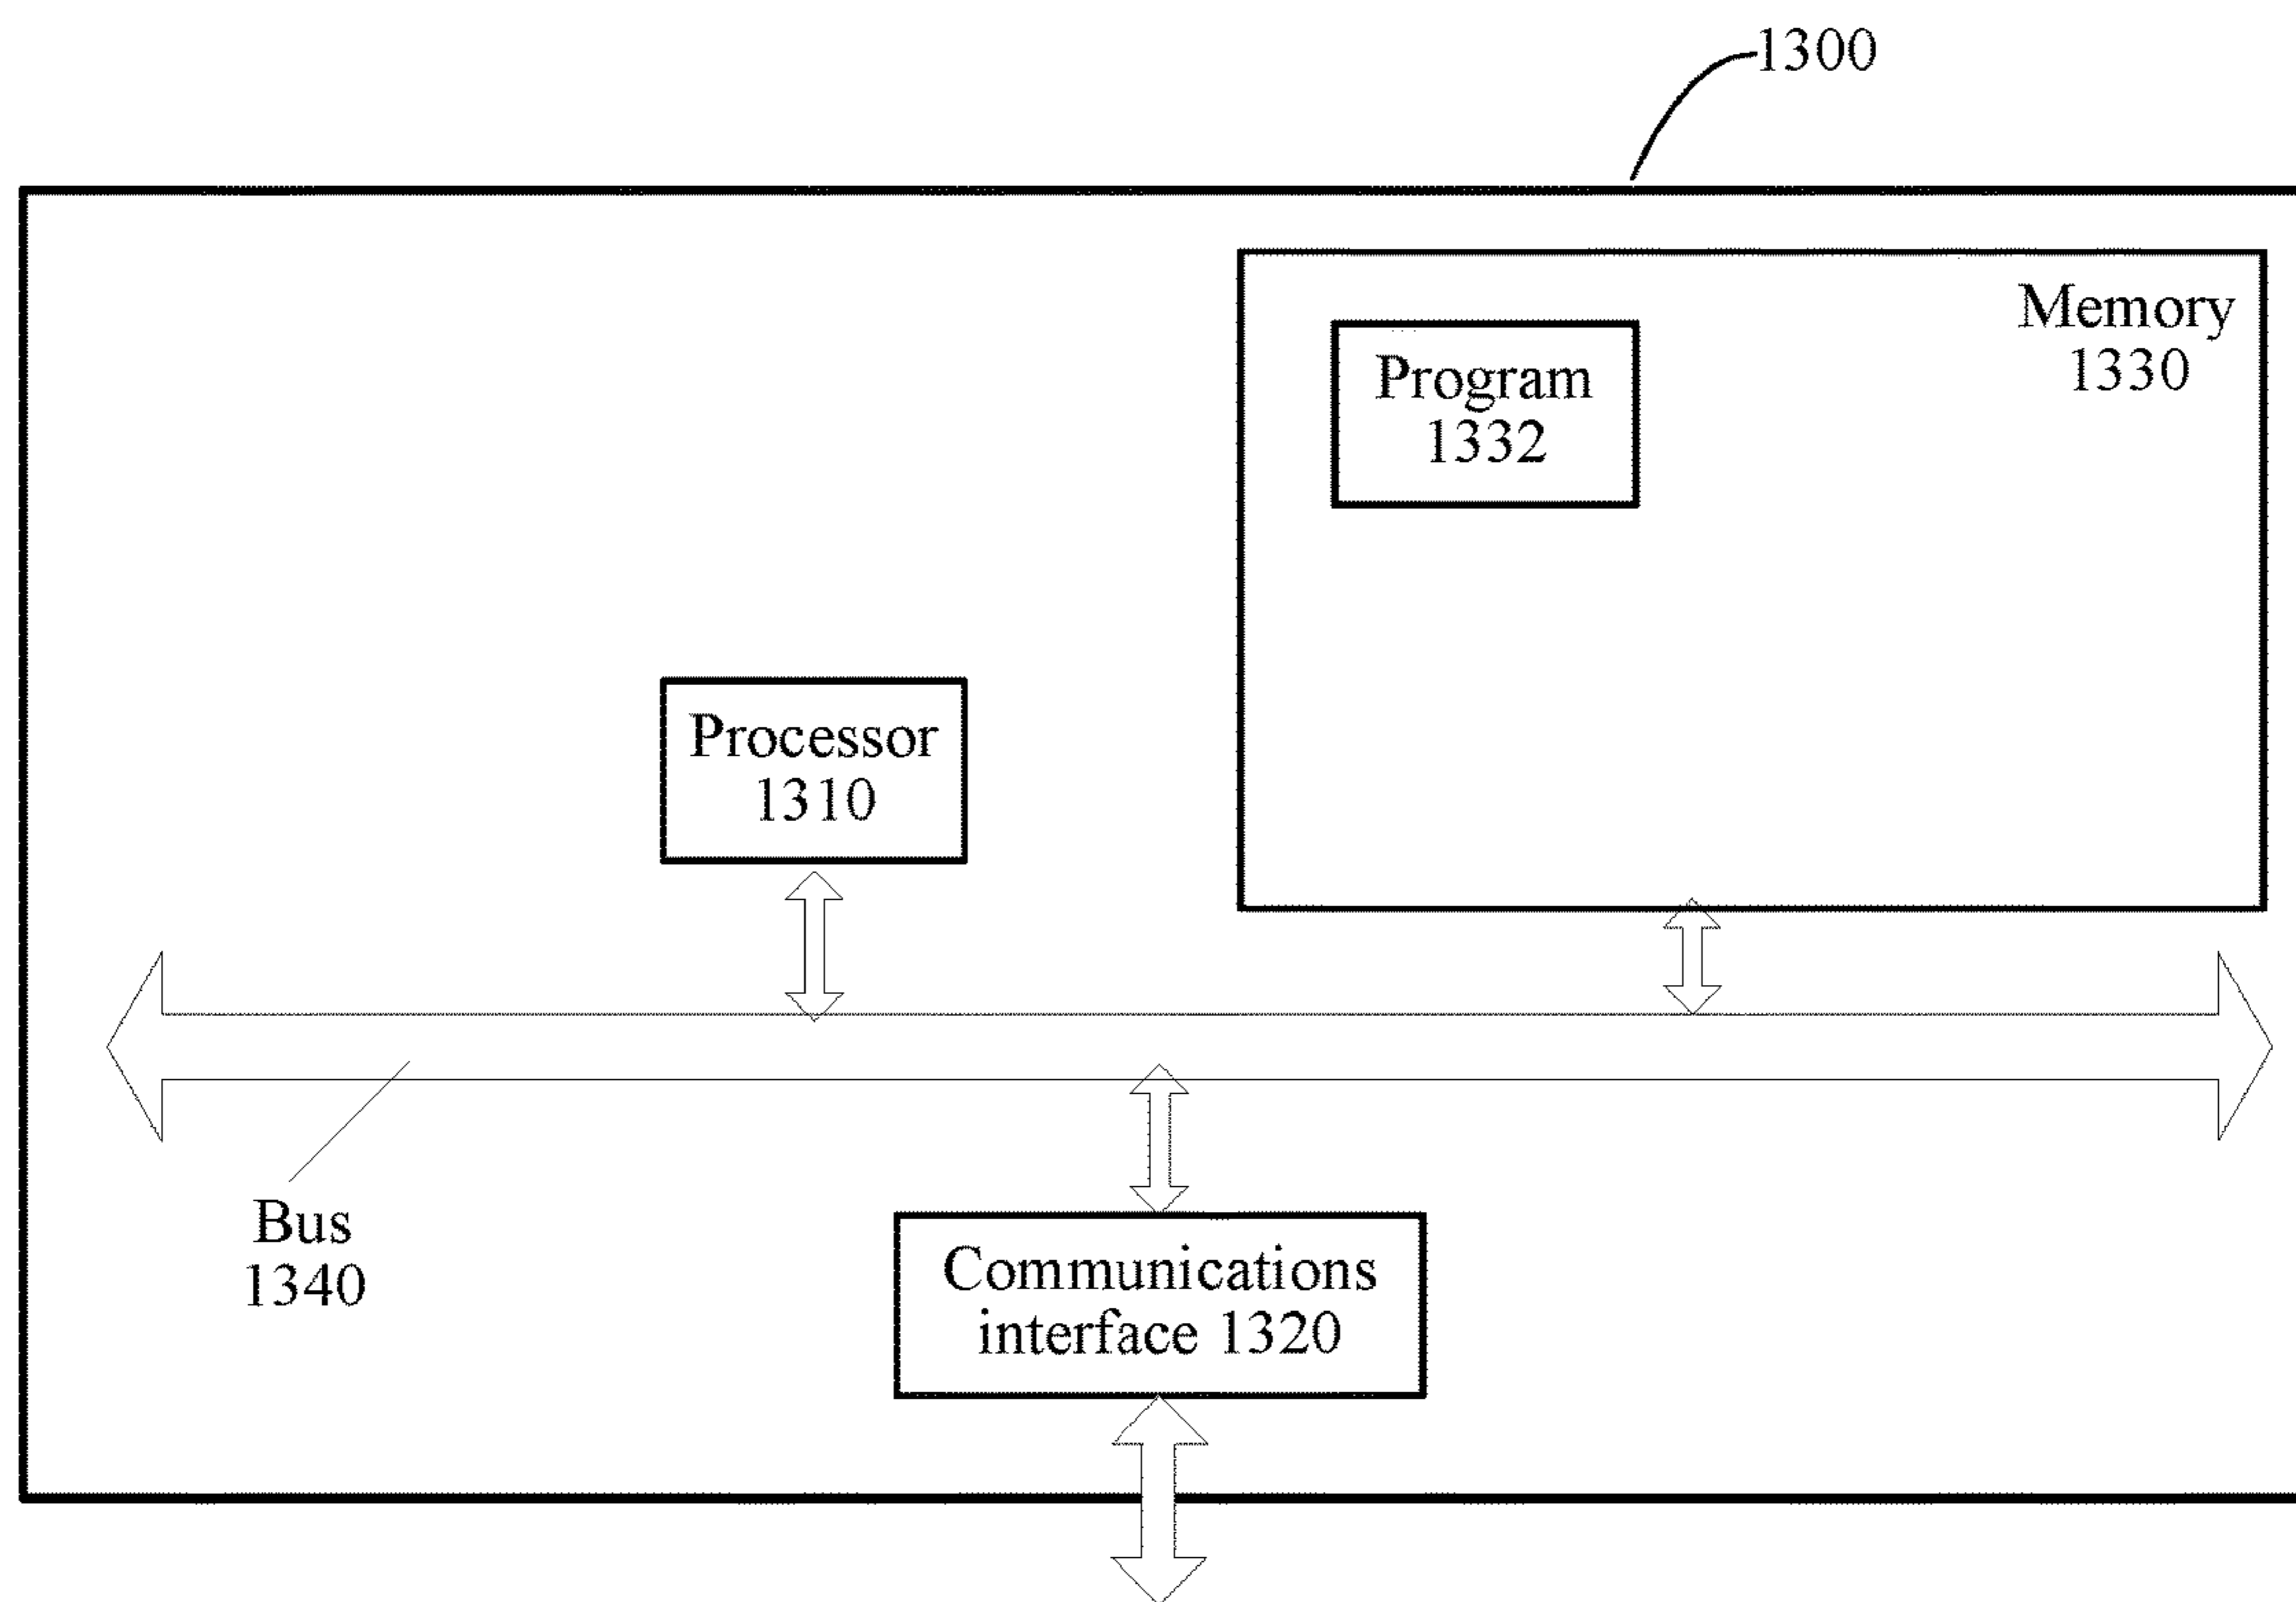 1300
Memory
1330
Program
1332
Processor
1310
Bus
1340
Communications
interface 1320